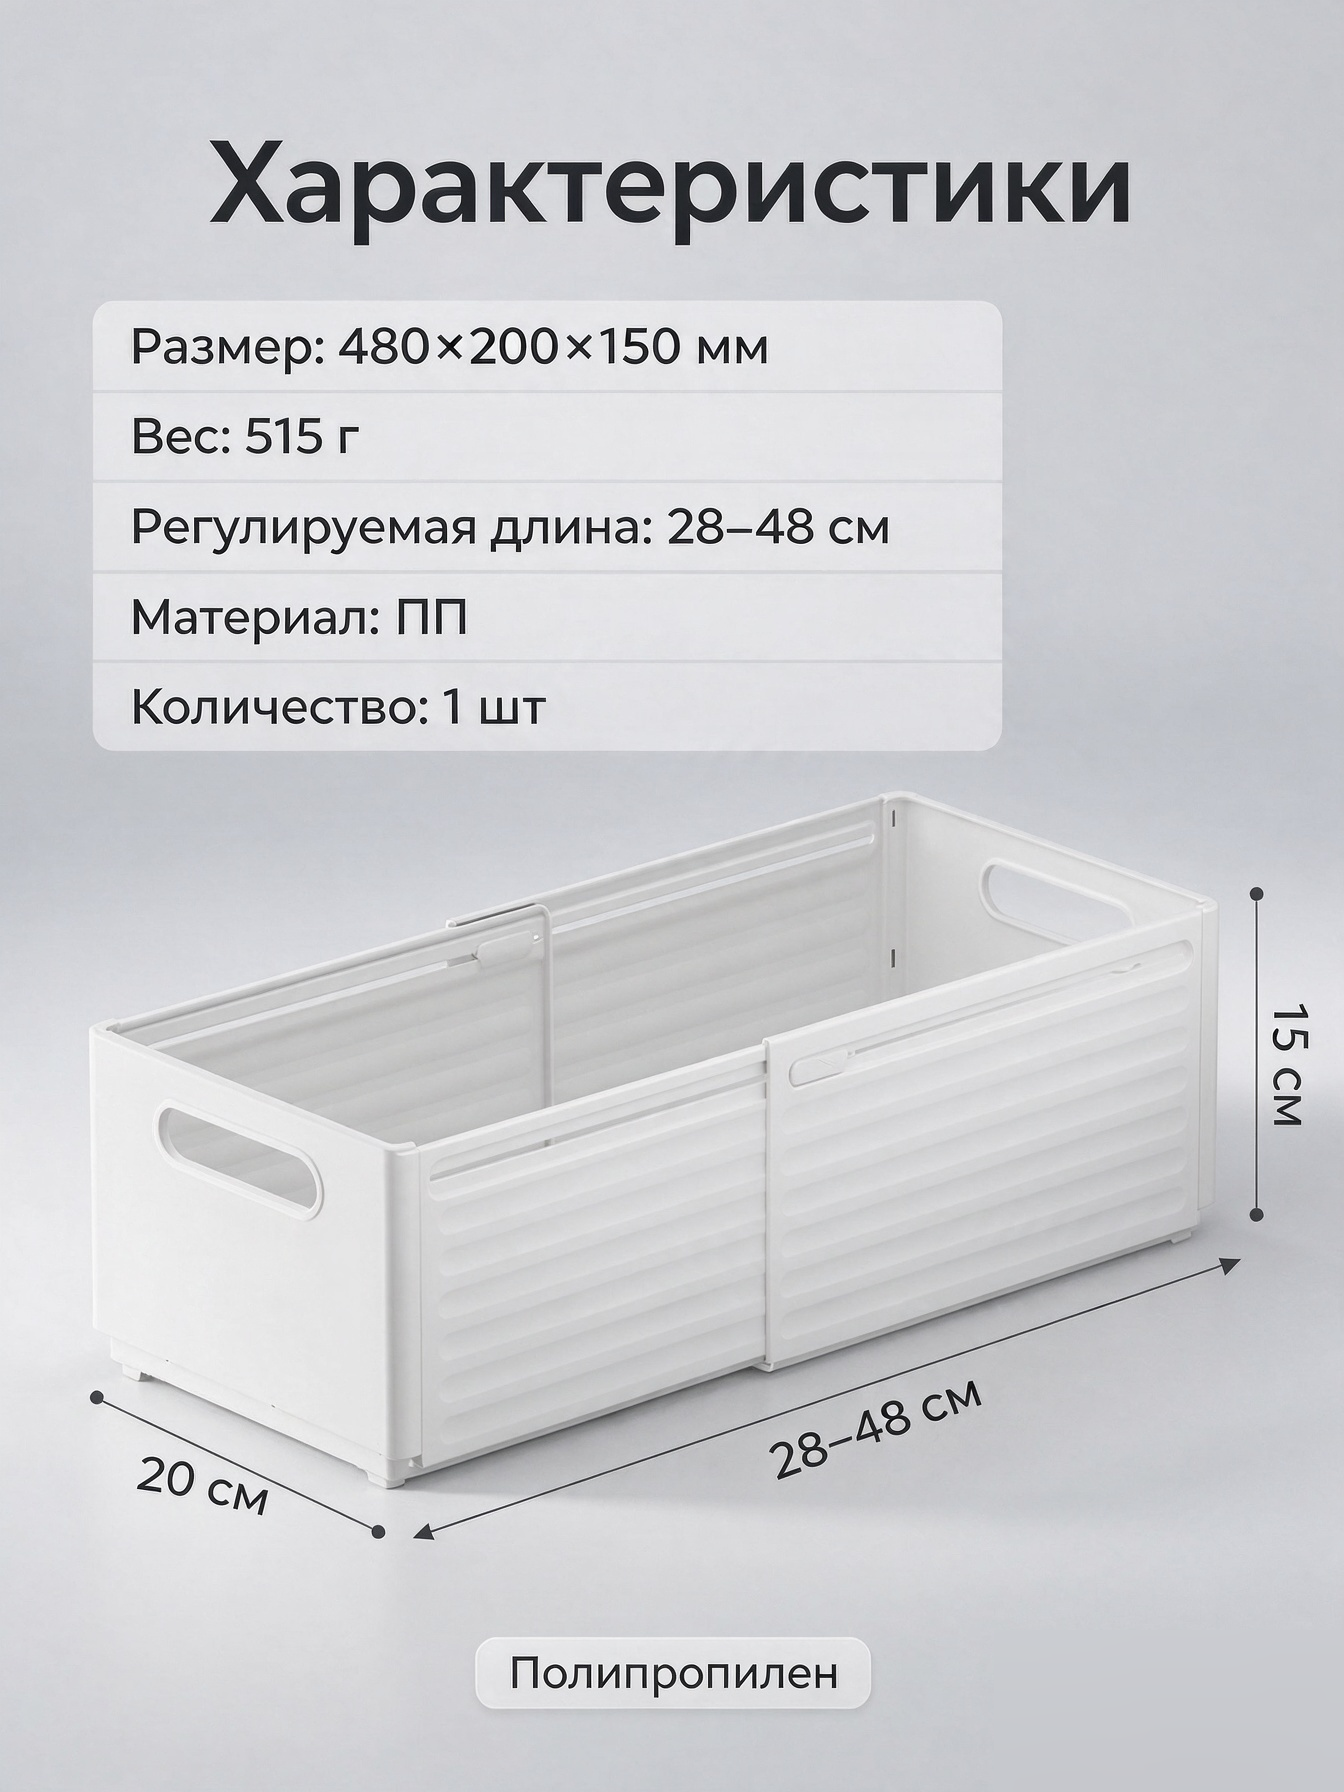 Характеристики
Размер: 480×200×150 мм
Вес: 515 г
Регулируемая длина: 28–48 см
Материал: ПП
Количество: 1 шт
15 см
28–48 см
20 см
Полипропилен